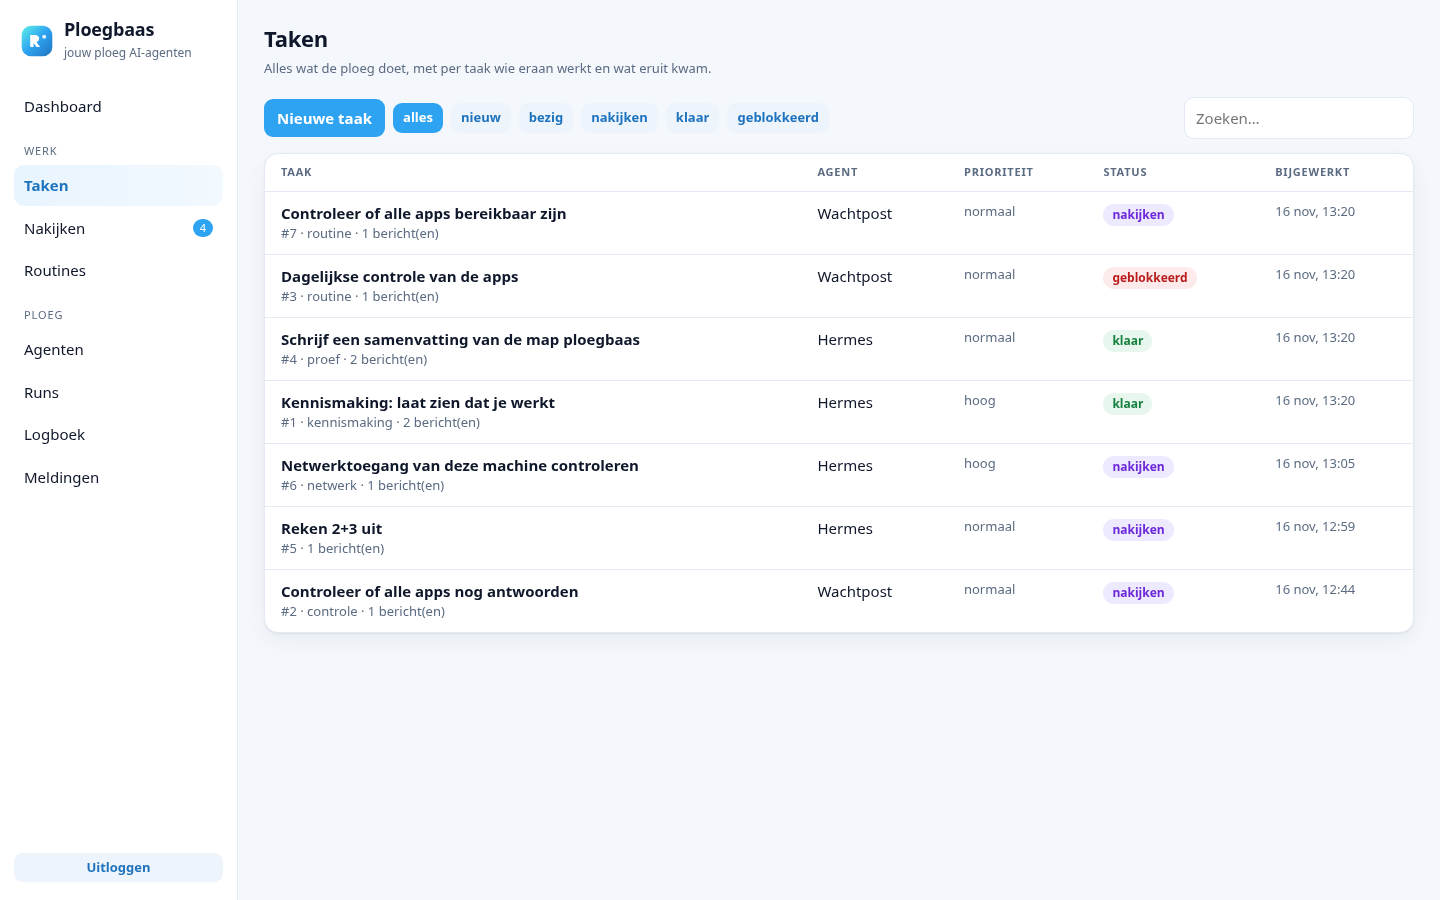 Ploegbaas
jouw ploeg AI-agenten
Dashboard
WERK
Taken
Nakijken 4
Routines
PLOEG
Agenten
Runs
Logboek
Meldingen
Uitloggen
Taken
Alles wat de ploeg doet, met per taak wie eraan werkt en wat eruit kwam.
Nieuwe taak alles nieuw bezig nakijken klaar geblokkeerd Zoeken...
TAAK AGENT PRIORITEIT STATUS BIJGEWERKT
Controleer of alle apps bereikbaar zijn Wachtpost normaal nakijken 16 nov, 13:20
#7 · routine · 1 bericht(en)
Dagelijkse controle van de apps Wachtpost normaal geblokkeerd 16 nov, 13:20
#3 · routine · 1 bericht(en)
Schrijf een samenvatting van de map ploegbaas Hermes normaal klaar 16 nov, 13:20
#4 · proef · 2 bericht(en)
Kennismaking: laat zien dat je werkt Hermes hoog klaar 16 nov, 13:20
#1 · kennismaking · 2 bericht(en)
Netwerktoegang van deze machine controleren Hermes hoog nakijken 16 nov, 13:05
#6 · netwerk · 1 bericht(en)
Reken 2+3 uit Hermes normaal nakijken 16 nov, 12:59
#5 · 1 bericht(en)
Controleer of alle apps nog antwoorden Wachtpost normaal nakijken 16 nov, 12:44
#2 · controle · 1 bericht(en)